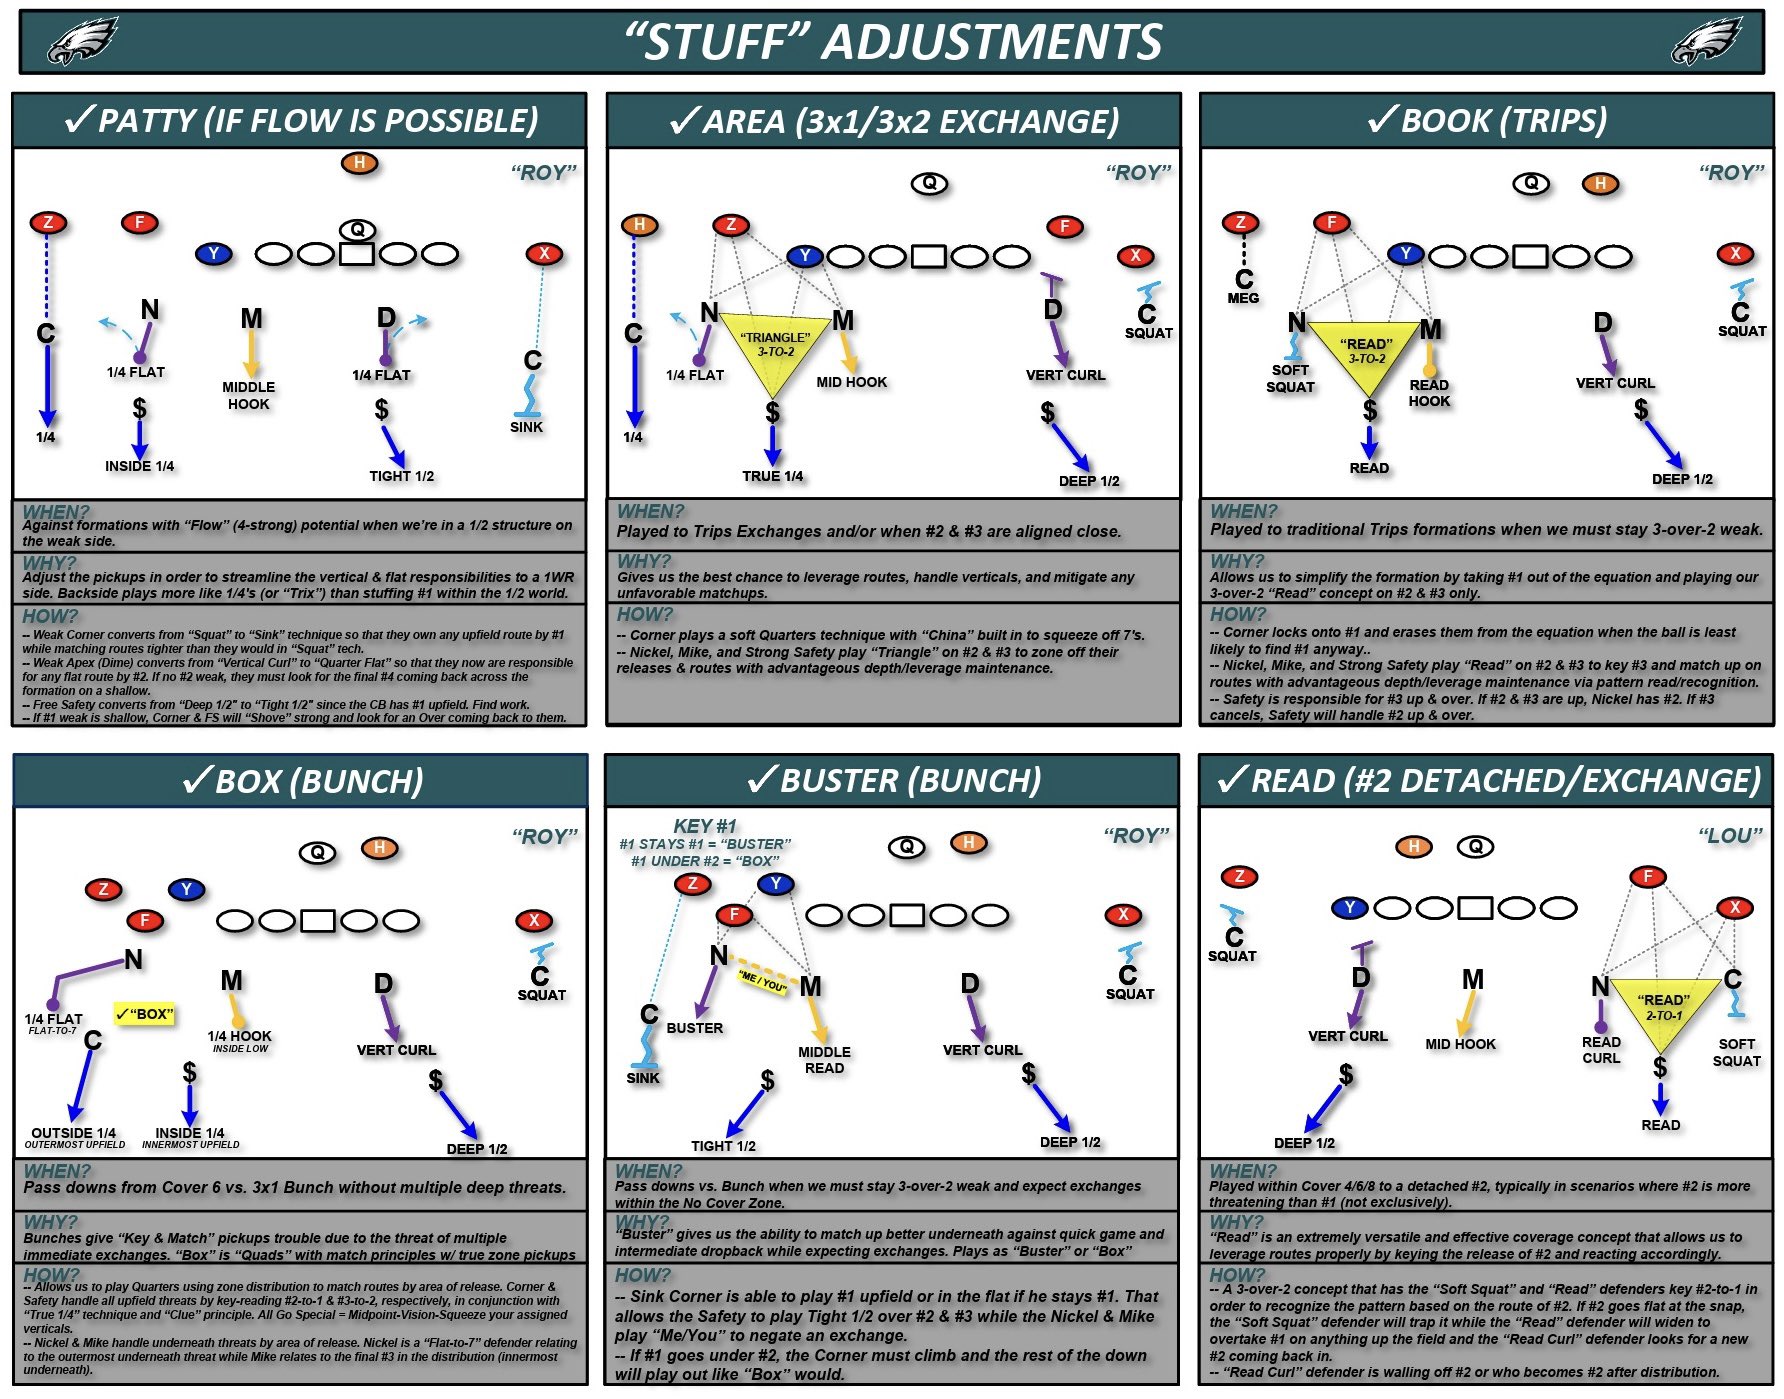 “STUFF” ADJUSTMENTS
✓PATTY (IF FLOW IS POSSIBLE)
“ROY”
H
Z
F
Q
Y
X
N
M
D
C
C
1/4 FLAT
1/4 FLAT
MIDDLE
HOOK
$
$
SINK
1/4
INSIDE 1/4
TIGHT 1/2
WHEN?
Against formations with “Flow” (4-strong) potential when we’re in a 1/2 structure on
the weak side.
WHY?
Adjust the pickups in order to streamline the vertical & flat responsibilities to a 1WR
side. Backside plays more like 1/4's (or “Trix”) than stuffing #1 within the 1/2 world.
HOW?
-- Weak Corner converts from “Squat” to “Sink” technique so that they own any upfield route by #1
while matching routes tighter than they would in “Squat” tech.
-- Weak Apex (Dime) converts from “Vertical Curl” to “Quarter Flat” so that they now are responsible
for any flat route by #2. If no #2 weak, they must look for the final #4 coming back across the
formation on a shallow.
-- Free Safety converts from “Deep 1/2" to “Tight 1/2" since the CB has #1 upfield. Find work.
-- If #1 weak is shallow, Corner & FS will “Shove” strong and look for an Over coming back to them.
✓AREA (3x1/3x2 EXCHANGE)
“ROY”
Q
H
Z
F
Y
X
N
M
D
C
SQUAT
C
“TRIANGLE”
3-TO-2
1/4 FLAT
MID HOOK
VERT CURL
$
$
1/4
TRUE 1/4
DEEP 1/2
WHEN?
Played to Trips Exchanges and/or when #2 & #3 are aligned close.
WHY?
Gives us the best chance to leverage routes, handle verticals, and mitigate any
unfavorable matchups.
HOW?
-- Corner plays a soft Quarters technique with “China” built in to squeeze off 7’s.
-- Nickel, Mike, and Strong Safety play “Triangle” on #2 & #3 to zone off their
releases & routes with advantageous depth/leverage maintenance.
✓BOOK (TRIPS)
“ROY”
Q
H
Z
F
Y
X
C
MEG
N
M
D
C
SQUAT
“READ”
3-TO-2
SOFT
SQUAT
READ
HOOK
VERT CURL
$
$
READ
DEEP 1/2
WHEN?
Played to traditional Trips formations when we must stay 3-over-2 weak.
WHY?
Allows us to simplify the formation by taking #1 out of the equation and playing our
3-over-2 “Read” concept on #2 & #3 only.
HOW?
-- Corner locks onto #1 and erases them from the equation when the ball is least
likely to find #1 anyway..
-- Nickel, Mike, and Strong Safety play “Read” on #2 & #3 to key #3 and match up on
routes with advantageous depth/leverage maintenance via pattern read/recognition.
-- Safety is responsible for #3 up & over. If #2 & #3 are up, Nickel has #2. If #3
cancels, Safety will handle #2 up & over.
✓BOX (BUNCH)
“ROY”
Q
H
Z
Y
F
X
N
M
D
C
SQUAT
1/4 FLAT
FLAT-TO-7
✓“BOX”
C
1/4 HOOK
INSIDE LOW
VERT CURL
$
$
OUTSIDE 1/4
OUTERMOST UPFIELD
INSIDE 1/4
INNERMOST UPFIELD
DEEP 1/2
WHEN?
Pass downs from Cover 6 vs. 3x1 Bunch without multiple deep threats.
WHY?
Bunches give “Key & Match” pickups trouble due to the threat of multiple
immediate exchanges. “Box” is “Quads” with match principles w/ true zone pickups
HOW?
-- Allows us to play Quarters using zone distribution to match routes by area of release. Corner &
Safety handle all upfield threats by key-reading #2-to-1 & #3-to-2, respectively, in conjunction with
“True 1/4” technique and “Clue” principle. All Go Special = Midpoint-Vision-Squeeze your assigned
verticals.
-- Nickel & Mike handle underneath threats by area of release. Nickel is a “Flat-to-7” defender relating
to the outermost underneath threat while Mike relates to the final #3 in the distribution (innermost
underneath).
✓BUSTER (BUNCH)
KEY #1
#1 STAYS #1 = “BUSTER”
#1 UNDER #2 = “BOX”
“ROY”
Q
H
Z
Y
F
X
N
“ME / YOU”
M
D
C
SQUAT
C
BUSTER
SINK
MIDDLE
READ
VERT CURL
$
$
TIGHT 1/2
DEEP 1/2
WHEN?
Pass downs vs. Bunch when we must stay 3-over-2 weak and expect exchanges
within the No Cover Zone.
WHY?
“Buster” gives us the ability to match up better underneath against quick game and
intermediate dropback while expecting exchanges. Plays as “Buster” or “Box”
HOW?
-- Sink Corner is able to play #1 upfield or in the flat if he stays #1. That
allows the Safety to play Tight 1/2 over #2 & #3 while the Nickel & Mike
play “Me/You” to negate an exchange.
-- If #1 goes under #2, the Corner must climb and the rest of the down
will play out like “Box” would.
✓READ (#2 DETACHED/EXCHANGE)
“LOU”
H
Q
Z
F
Y
X
C
SQUAT
D
M
N
C
“READ”
2-TO-1
VERT CURL
MID HOOK
READ
CURL
SOFT
SQUAT
$
$
DEEP 1/2
READ
WHEN?
Played within Cover 4/6/8 to a detached #2, typically in scenarios where #2 is more
threatening than #1 (not exclusively).
WHY?
“Read” is an extremely versatile and effective coverage concept that allows us to
leverage routes properly by keying the release of #2 and reacting accordingly.
HOW?
-- A 3-over-2 concept that has the “Soft Squat” and “Read” defenders key #2-to-1 in
order to recognize the pattern based on the route of #2. If #2 goes flat at the snap,
the “Soft Squat” defender will trap it while the “Read” defender will widen to
overtake #1 on anything up the field and the “Read Curl” defender looks for a new
#2 coming back in.
-- “Read Curl” defender is walling off #2 or who becomes #2 after distribution.